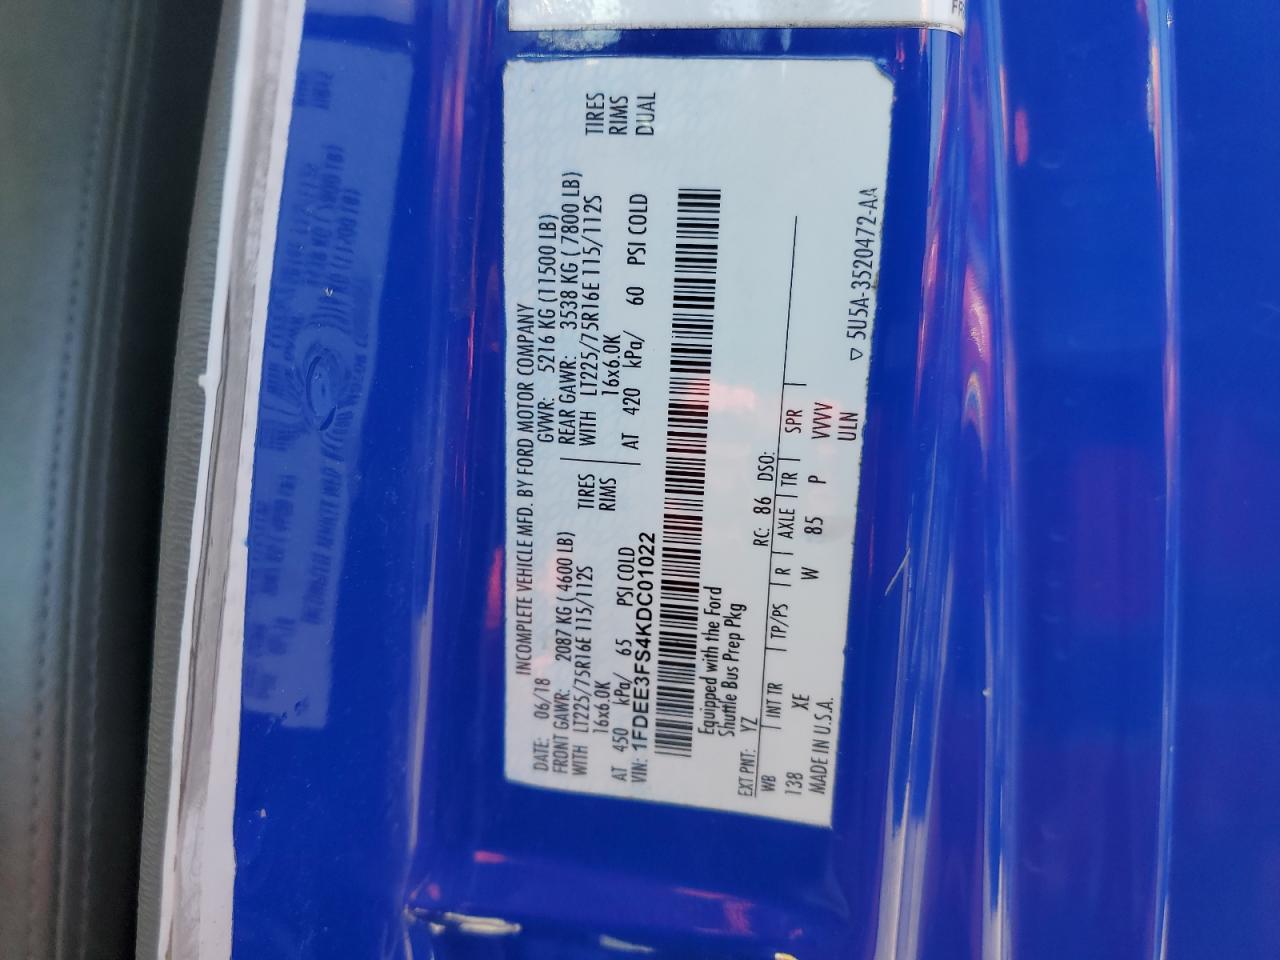 INCOMPLETE VEHICLE MFD. BY FORD MOTOR COMPANY
DATE: 06/18 GVWR: 5216 KG (11500 LB)
FRONT GAWR: 2087 KG (4600 LB) REAR GAWR: 3538 KG (7800 LB)
WITH LT225/75R16E 115/112S TIRES WITH LT225/75R16E 115/112S TIRES
16x6.0K RIMS 16x6.0K RIMS
AT 450 kPa/ 65 PSI COLD AT 420 kPa/ 60 PSI COLD DUAL
VIN: 1FDEE3FS4KDC01022
Equipped with the Ford
Shuttle Bus Prep Pkg
EXT PNT: YZ RC: 86 DSO:
WB INT TR TP/PS R AXLE TR SPR
138 XE W 85 P VVVV
MADE IN U.S.A. ULN
▽ 5U5A-3520472-AA